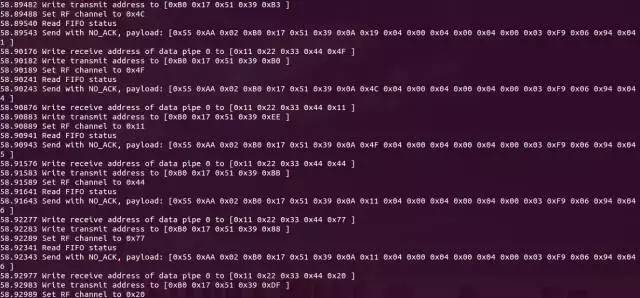 58.89482 Write transmit address to [0xB0 0x17 0x51 0x39 0xB3 ]
58.89488 Set RF channel to 0x4C
58.89540 Read FIFO status
58.89543 Send with NO_ACK, payload: [0x55 0xAA 0x02 0xB0 0x17 0x51 0x39 0x0A 0x19 0x04 0x00 0x04 0x00 0x04 0x00 0x03 0xF9 0x06 0x94 0x04
1 ]
58.90176 Write receive address of data pipe 0 to [0x11 0x22 0x33 0x44 0x4F ]
58.90182 Write transmit address to [0xB0 0x17 0x51 0x39 0xB0 ]
58.90189 Set RF channel to 0x4F
58.90241 Read FIFO status
58.90243 Send with NO_ACK, payload: [0x55 0xAA 0x02 0xB0 0x17 0x51 0x39 0x0A 0x4C 0x04 0x00 0x04 0x00 0x04 0x00 0x03 0xF9 0x06 0x94 0x04
4 ]
58.90876 Write receive address of data pipe 0 to [0x11 0x22 0x33 0x44 0x11 ]
58.90883 Write transmit address to [0xB0 0x17 0x51 0x39 0xEE ]
58.90889 Set RF channel to 0x11
58.90941 Read FIFO status
58.90943 Send with NO_ACK, payload: [0x55 0xAA 0x02 0xB0 0x17 0x51 0x39 0x0A 0x4F 0x04 0x00 0x04 0x00 0x04 0x00 0x03 0xF9 0x06 0x94 0x04
5 ]
58.91576 Write receive address of data pipe 0 to [0x11 0x22 0x33 0x44 0x44 ]
58.91583 Write transmit address to [0xB0 0x17 0x51 0x39 0xBB ]
58.91589 Set RF channel to 0x44
58.91641 Read FIFO status
58.91643 Send with NO_ACK, payload: [0x55 0xAA 0x02 0xB0 0x17 0x51 0x39 0x0A 0x11 0x04 0x00 0x04 0x00 0x04 0x00 0x03 0xF9 0x06 0x94 0x04
6 ]
58.92277 Write receive address of data pipe 0 to [0x11 0x22 0x33 0x44 0x77 ]
58.92283 Write transmit address to [0xB0 0x17 0x51 0x39 0x88 ]
58.92289 Set RF channel to 0x77
58.92341 Read FIFO status
58.92343 Send with NO_ACK, payload: [0x55 0xAA 0x02 0xB0 0x17 0x51 0x39 0x0A 0x11 0x04 0x00 0x04 0x00 0x04 0x00 0x03 0xF9 0x06 0x94 0x04
6 ]
58.92977 Write receive address of data pipe 0 to [0x11 0x22 0x33 0x44 0x20 ]
58.92983 Write transmit address to [0xB0 0x17 0x51 0x39 0xDF ]
58.92989 Set RF channel to 0x20